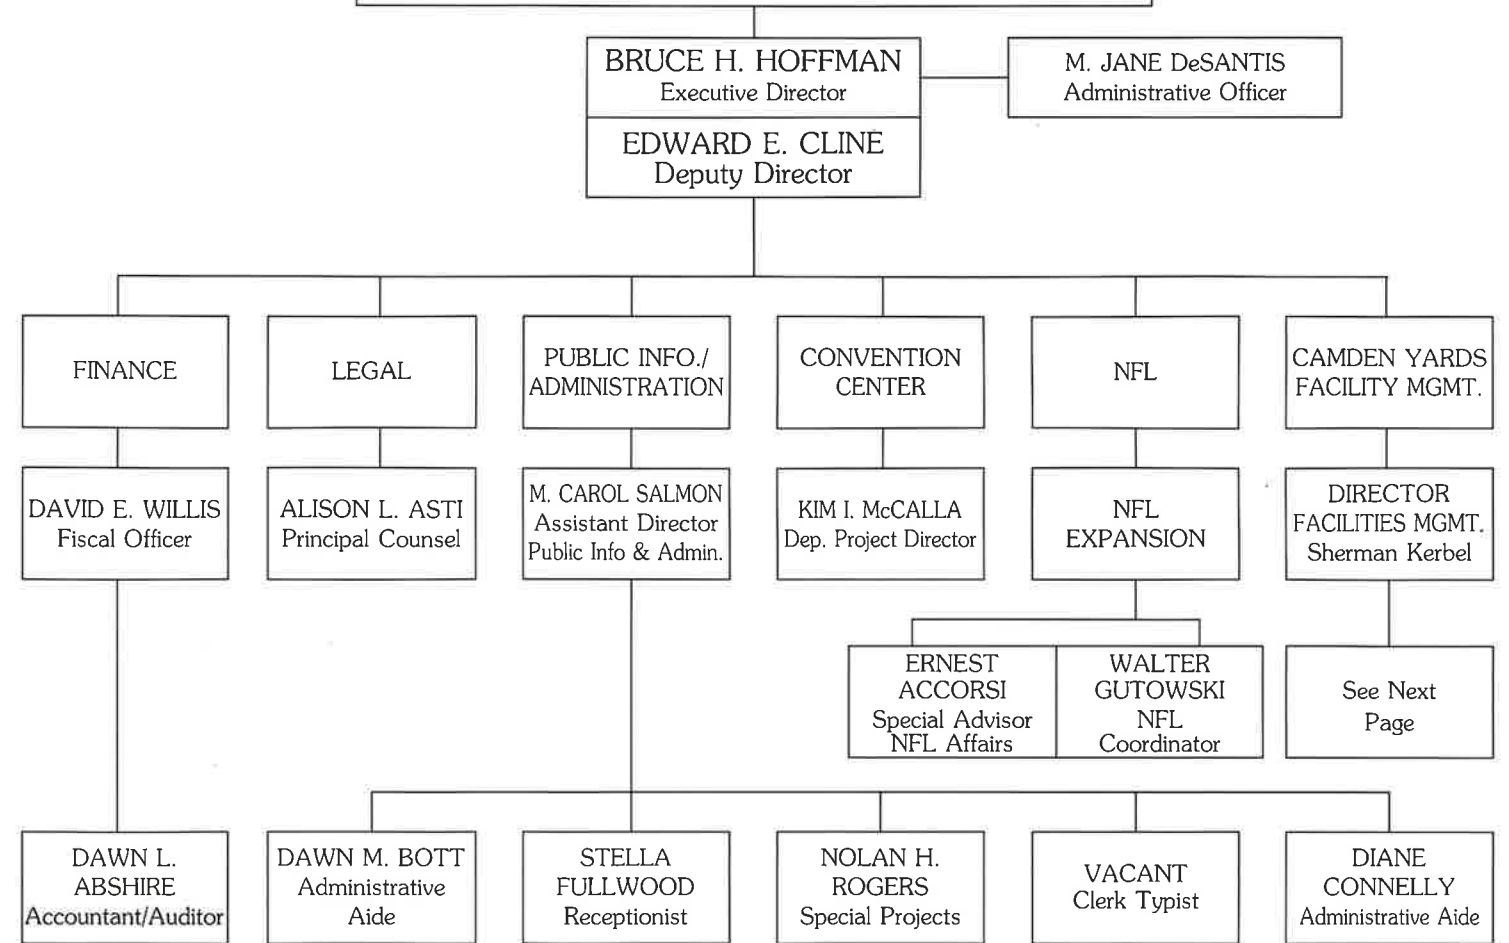 BRUCE H. HOFFMAN
Executive Director
M. JANE DeSANTIS
Administrative Officer
EDWARD E. CLINE
Deputy Director
FINANCE
LEGAL
PUBLIC INFO./
ADMINISTRATION
CONVENTION
CENTER
NFL
CAMDEN YARDS
FACILITY MGMT.
DAVID E. WILLIS
Fiscal Officer
ALISON L. ASTI
Principal Counsel
M. CAROL SALMON
Assistant Director
Public Info & Admin.
KIM I. McCALLA
Dep. Project Director
NFL
EXPANSION
DIRECTOR
FACILITIES MGMT.
Sherman Kerbel
ERNEST
ACCORSI
Special Advisor
NFL Affairs
WALTER
GUTOWSKI
NFL
Coordinator
See Next
Page
DAWN L.
ABSHIRE
Accountant/Auditor
DAWN M. BOTT
Administrative
Aide
STELLA
FULLWOOD
Receptionist
NOLAN H.
ROGERS
Special Projects
VACANT
Clerk Typist
DIANE
CONNELLY
Administrative Aide